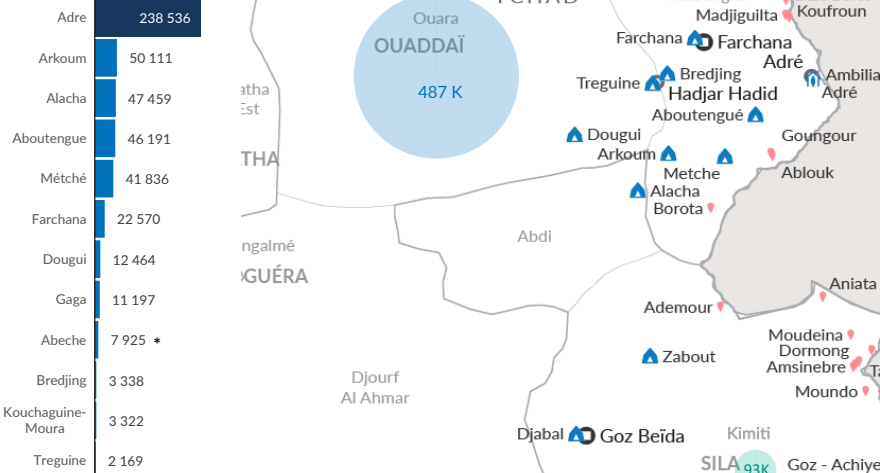 Adre 238 536
Arkoum 50 111
Alacha 47 459
Aboutengue 46 191
Métché 41 836
Farchana 22 570
Dougui 12 464
Gaga 11 197
Abeche 7 925 *
Bredjing 3 338
Kouchaguine-
Moura 3 322
Treguine 2 169
TCHAD
Ouara
OUADDAÏ
487 K
atha
Est
THA
ngalmé
GUÉRA
Abdi
Djourf
Al Ahmar
Madjiguilta
Koufroun
Farchana
Farchana
Adré
Ambilia
Adré
Bredjing
Treguine
Hadjar Hadid
Aboutengué
Dougui
Goungour
Arkoum
Metche
Ablouk
Alacha
Borota
Aniata
Ademour
Moudeina
Dormong
Amsinebre
Zabout
Moundo
Djabal
Goz Beïda
Kimiti
SILA
93K
Goz - Achiye